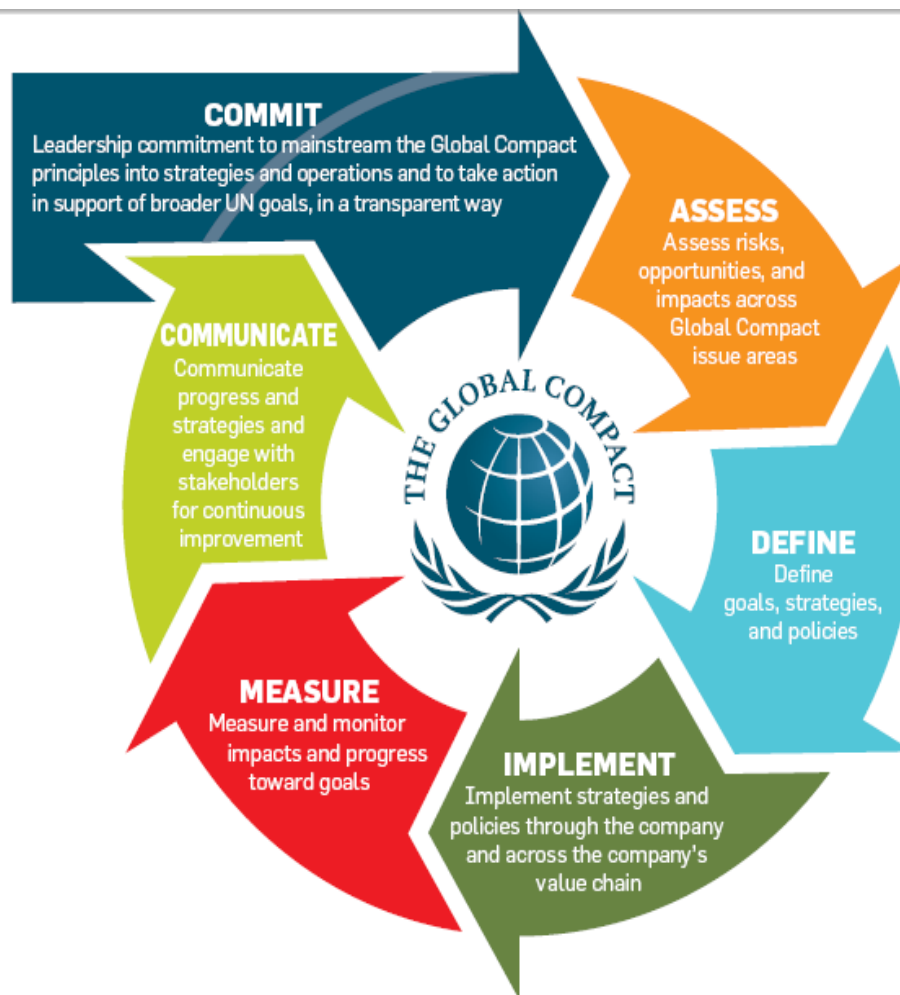 COMMIT
Leadership commitment to mainstream the Global Compact
principles into strategies and operations and to take action
in support of broader UN goals, in a transparent way
ASSESS
Assess risks,
opportunities, and
impacts across
Global Compact
issue areas
DEFINE
Define
goals, strategies,
and policies
IMPLEMENT
Implement strategies and
policies through the company
and across the company's
value chain
MEASURE
Measure and monitor
impacts and progress
toward goals
COMMUNICATE
Communicate
progress and
strategies and
engage with
stakeholders
for continuous
improvement
THE GLOBAL COMPACT